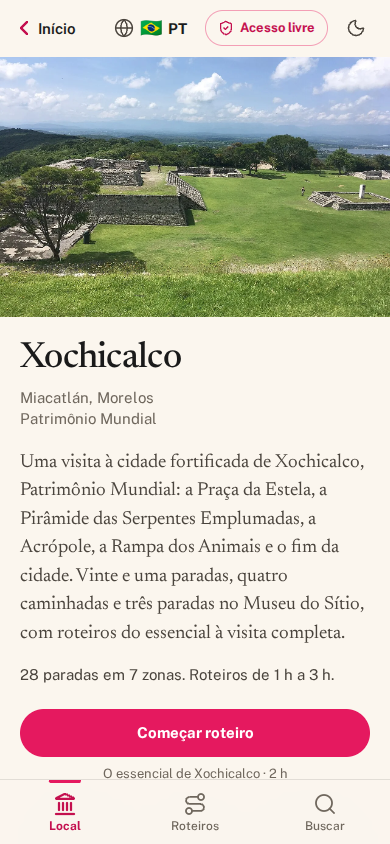 Início
PT
Acesso livre
Xochicalco
Miacatlán, Morelos
Patrimônio Mundial
Uma visita à cidade fortificada de Xochicalco,
Patrimônio Mundial: a Praça da Estela, a
Pirâmide das Serpentes Emplumadas, a
Acrópole, a Rampa dos Animais e o fim da
cidade. Vinte e uma paradas, quatro
caminhadas e três paradas no Museu do Sítio,
com roteiros do essencial à visita completa.
28 paradas em 7 zonas. Roteiros de 1 h a 3 h.
Começar roteiro
O essencial de Xochicalco · 2 h
Local
Roteiros
Buscar